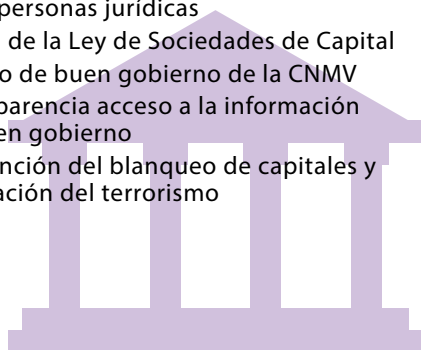 personas jurídicas
de la Ley de Sociedades de Capital
o de buen gobierno de la CNMV
parencia acceso a la información
en gobierno
nción del blanqueo de capitales y
ación del terrorismo